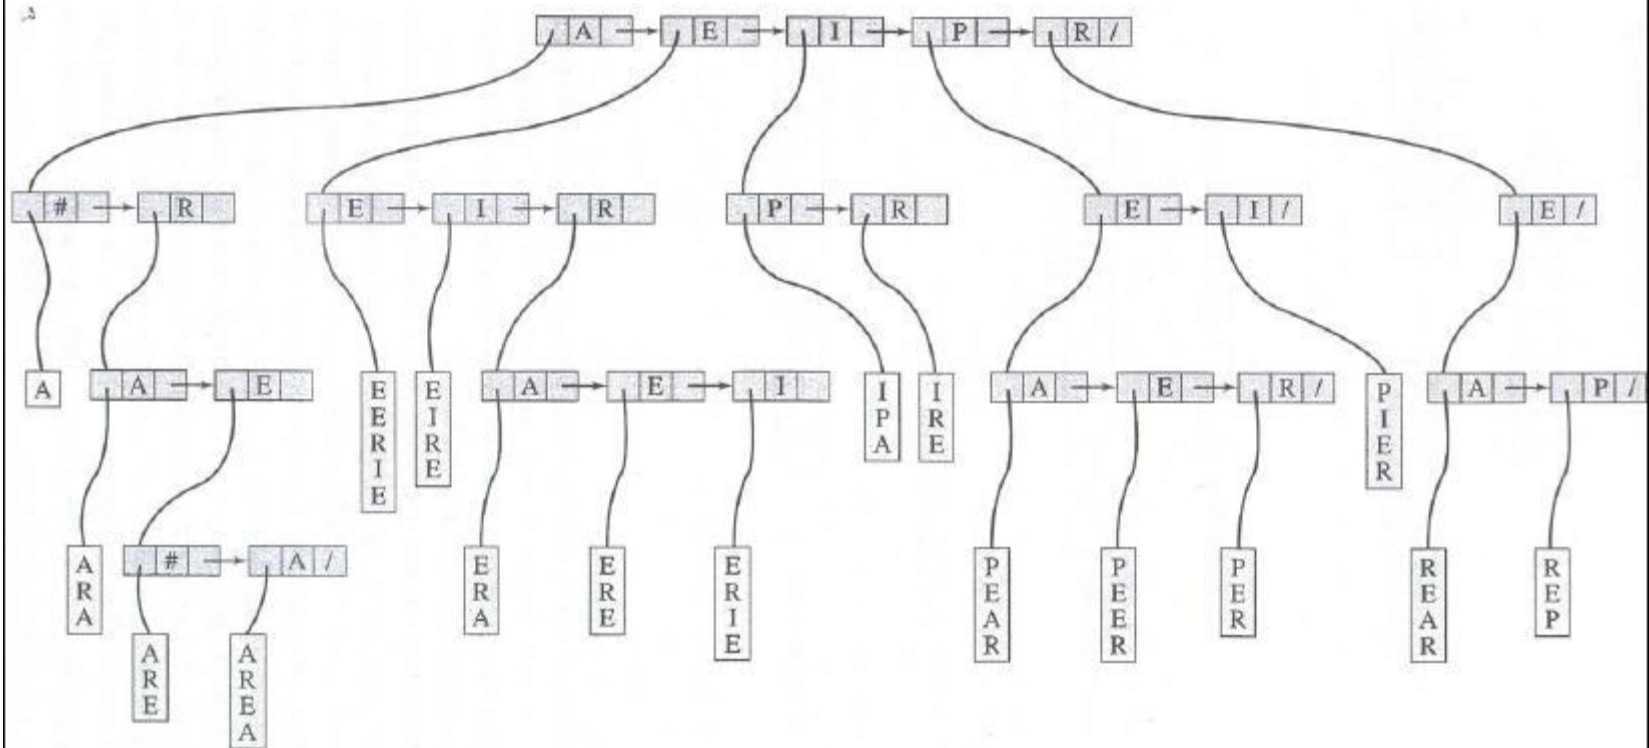 A E I P R /
# R E I R P R E I / E /
A E A E I A E R / A P /
A
EERIE
EIRE
IPA
IRE
PIER
# A /
ARA
ERA
ERE
ERIE
PEAR
PEER
PER
REAR
REP
ARE
AREA